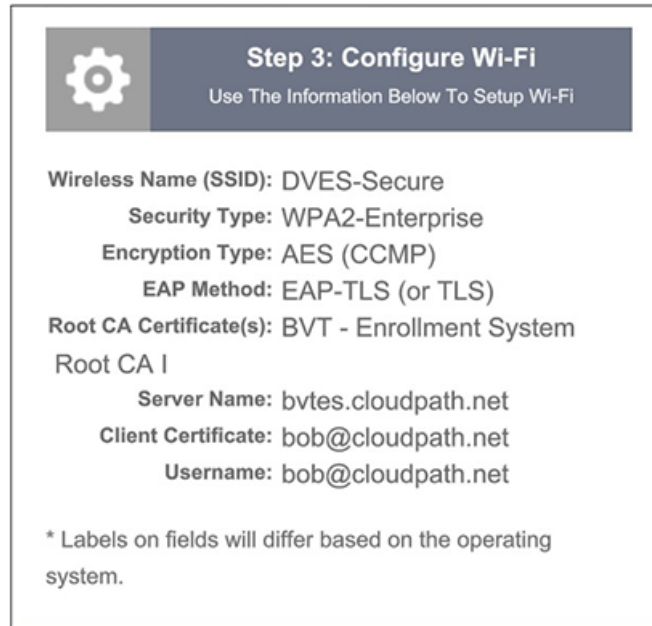 Step 3: Configure Wi-Fi
Use The Information Below To Setup Wi-Fi
Wireless Name (SSID): DVES-Secure
Security Type: WPA2-Enterprise
Encryption Type: AES (CCMP)
EAP Method: EAP-TLS (or TLS)
Root CA Certificate(s): BVT - Enrollment System
Root CA I
Server Name: bvtes.cloudpath.net
Client Certificate: bob@cloudpath.net
Username: bob@cloudpath.net
* Labels on fields will differ based on the operating
system.